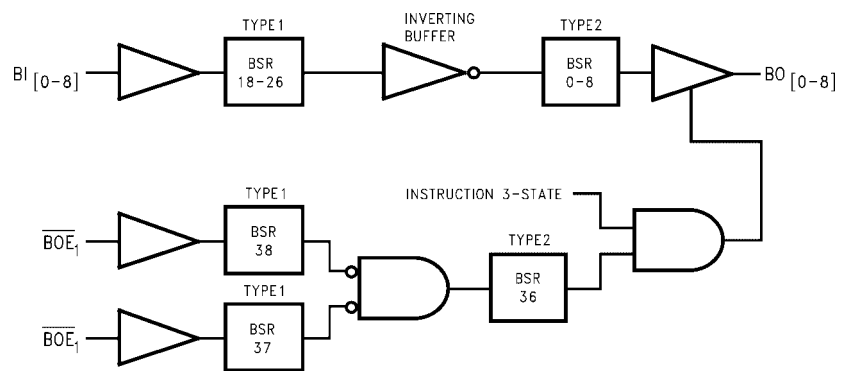 TYPE1
INVERTING
BUFFER
TYPE2
BI[0-8]
BSR
18-26
BSR
0-8
BO[0-8]
TYPE1
INSTRUCTION 3-STATE
BOE1
BSR
38
TYPE2
TYPE1
BSR
36
BOE1
BSR
37